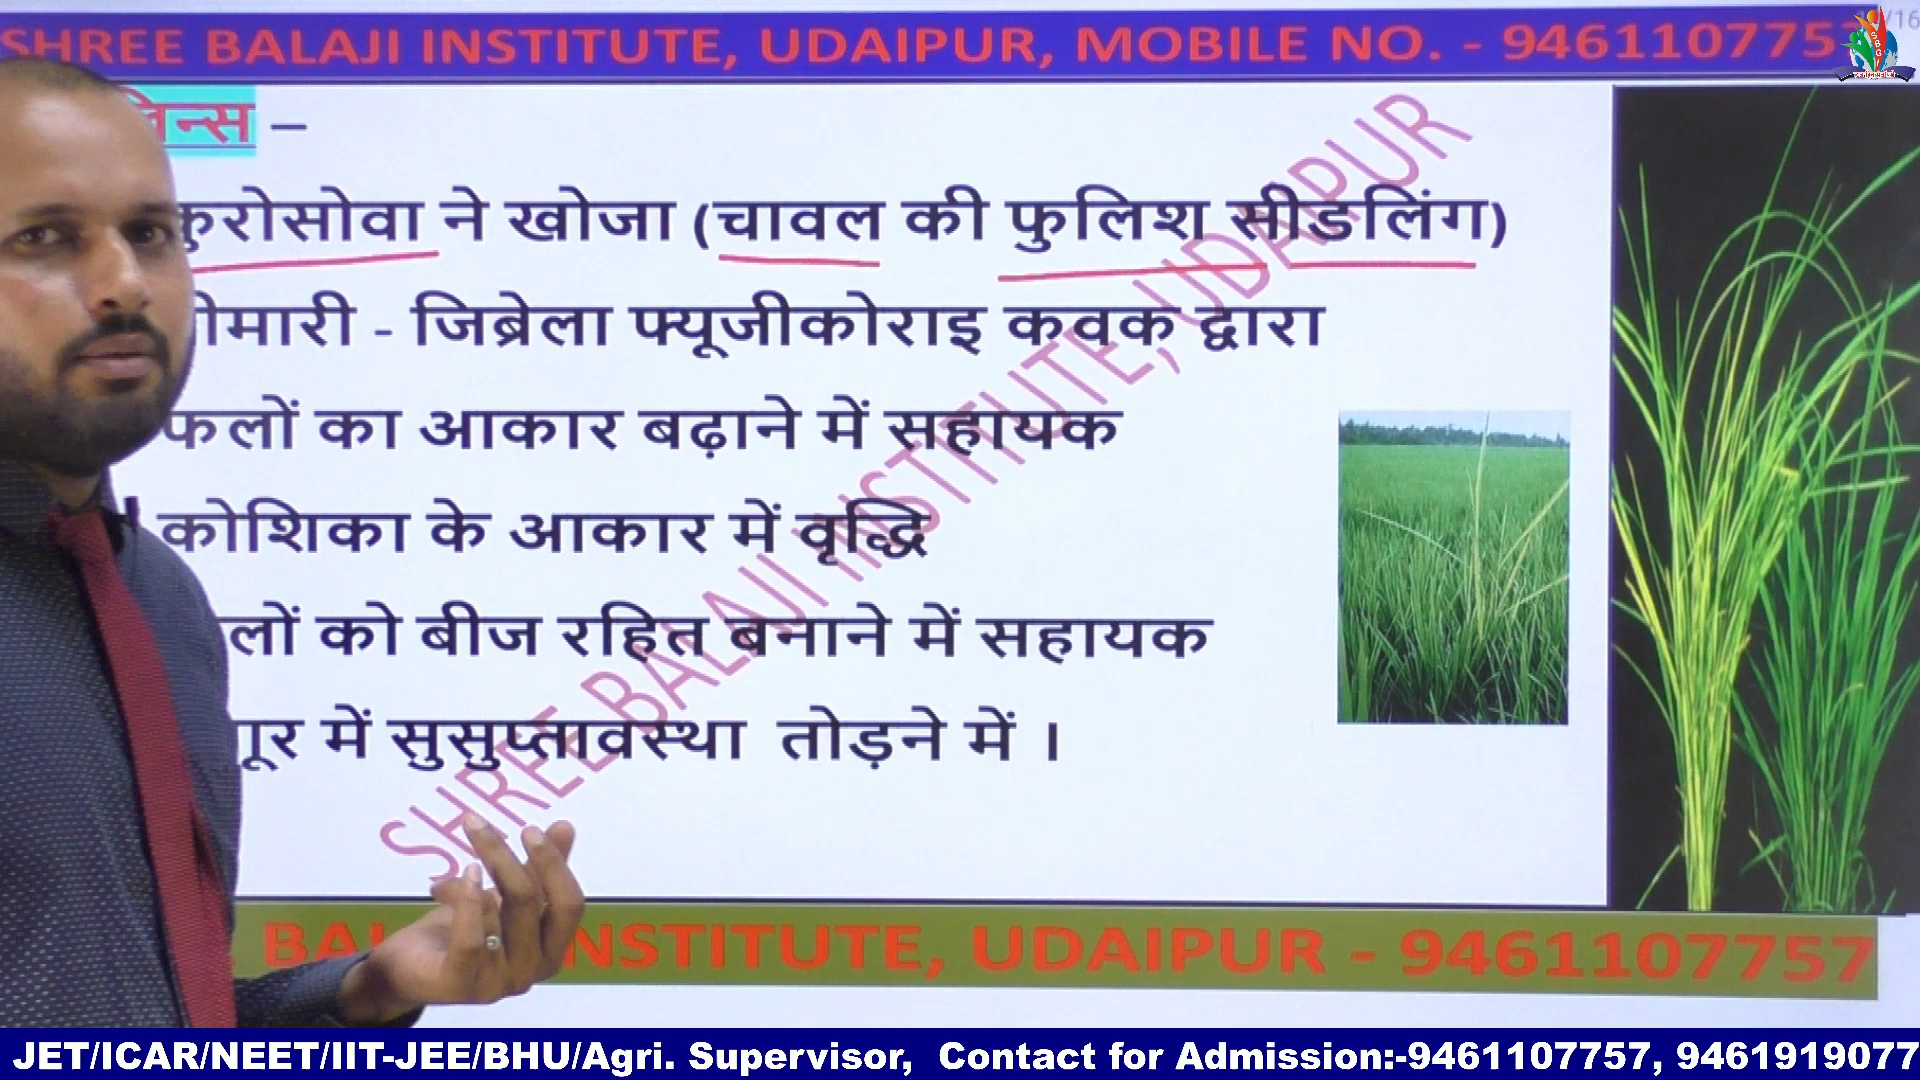 SHREE BALAJI INSTITUTE, UDAIPUR, MOBILE NO. - 946110775
–
कुरोसोवा ने खोजा (चावल की फुलिश सीडलिंग)
- जिब्रेला फ्यूजीकोराइ कवक द्वारा
फलों का आकार बढ़ाने में सहायक
कोशिका के आकार में वृद्धि
को बीज रहित बनाने में सहायक
में सुसुप्तावस्था तोड़ने में ।
SHREE BALAJI INSTITUTE, UDAIPUR
INSTITUTE, UDAIPUR - 9461107757
JET/ICAR/NEET/IIT-JEE/BHU/Agri. Supervisor, Contact for Admission:-9461107757, 9461919077